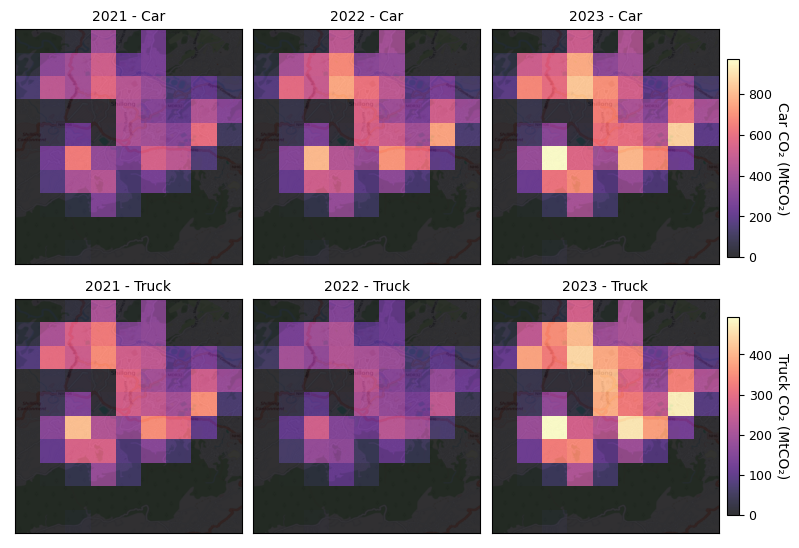 2021 - Car
2022 - Car
2023 - Car
800
600
400
200
0
Car CO₂ (MtCO₂)
2021 - Truck
2022 - Truck
2023 - Truck
400
300
200
100
0
Truck CO₂ (MtCO₂)